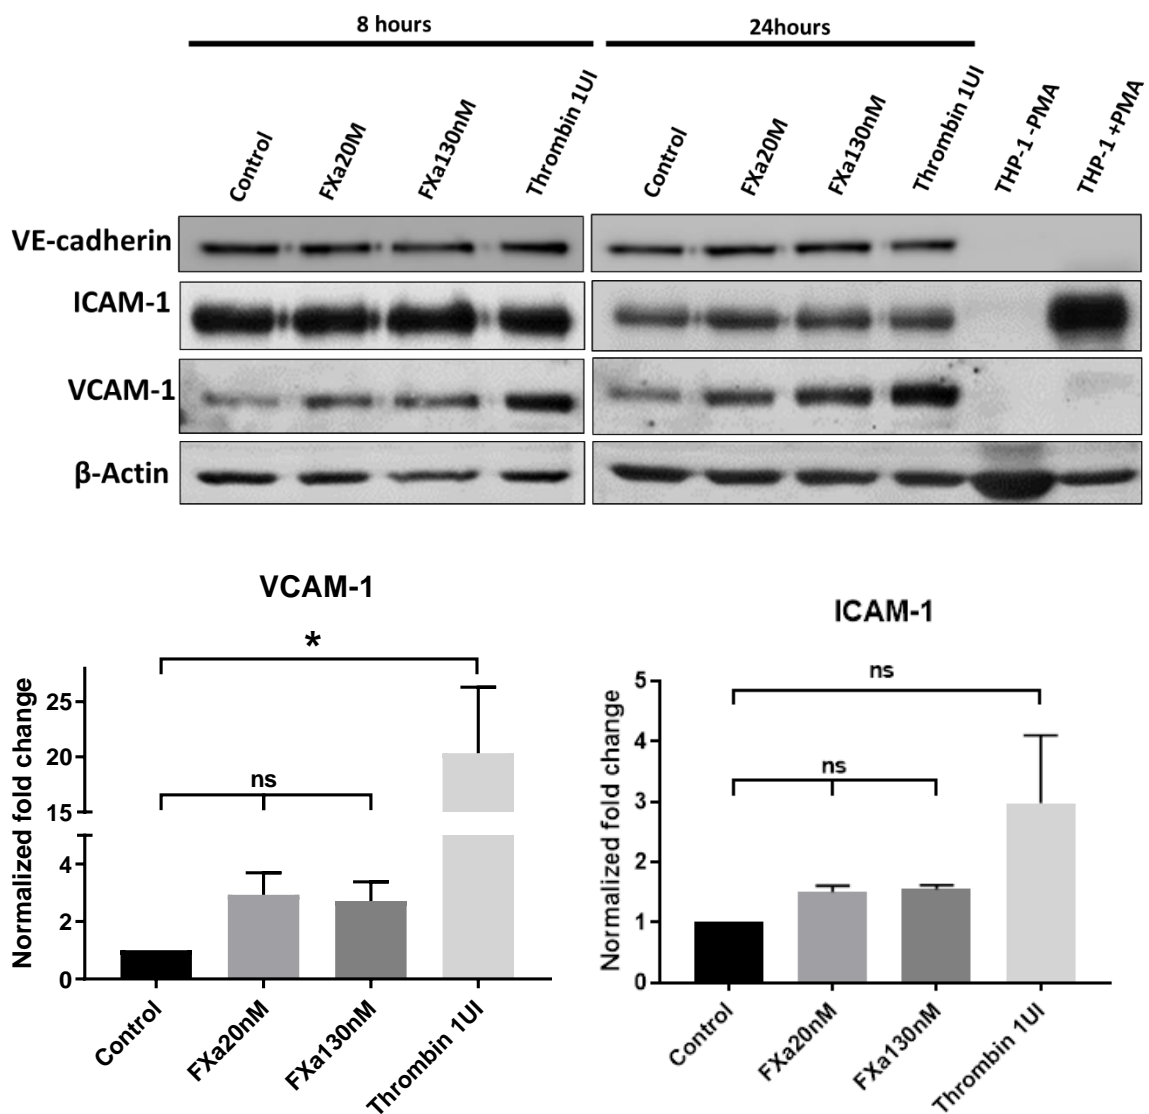 8 hours
24hours
Control
FXa20M
FXa130nM
Thrombin 1UI
Control
FXa20M
FXa130nM
Thrombin 1UI
THP-1 -PMA
THP-1 +PMA
VE-cadherin
ICAM-1
VCAM-1
β-Actin
VCAM-1
*
ns
Normalized fold change
25
20
15
4
2
0
Control
FXa20nM
FXa130nM
Thrombin 1UI
ICAM-1
ns
ns
Normalized fold change
5
4
3
2
1
0
Control
FXa20nM
FXa130nM
Thrombin 1UI